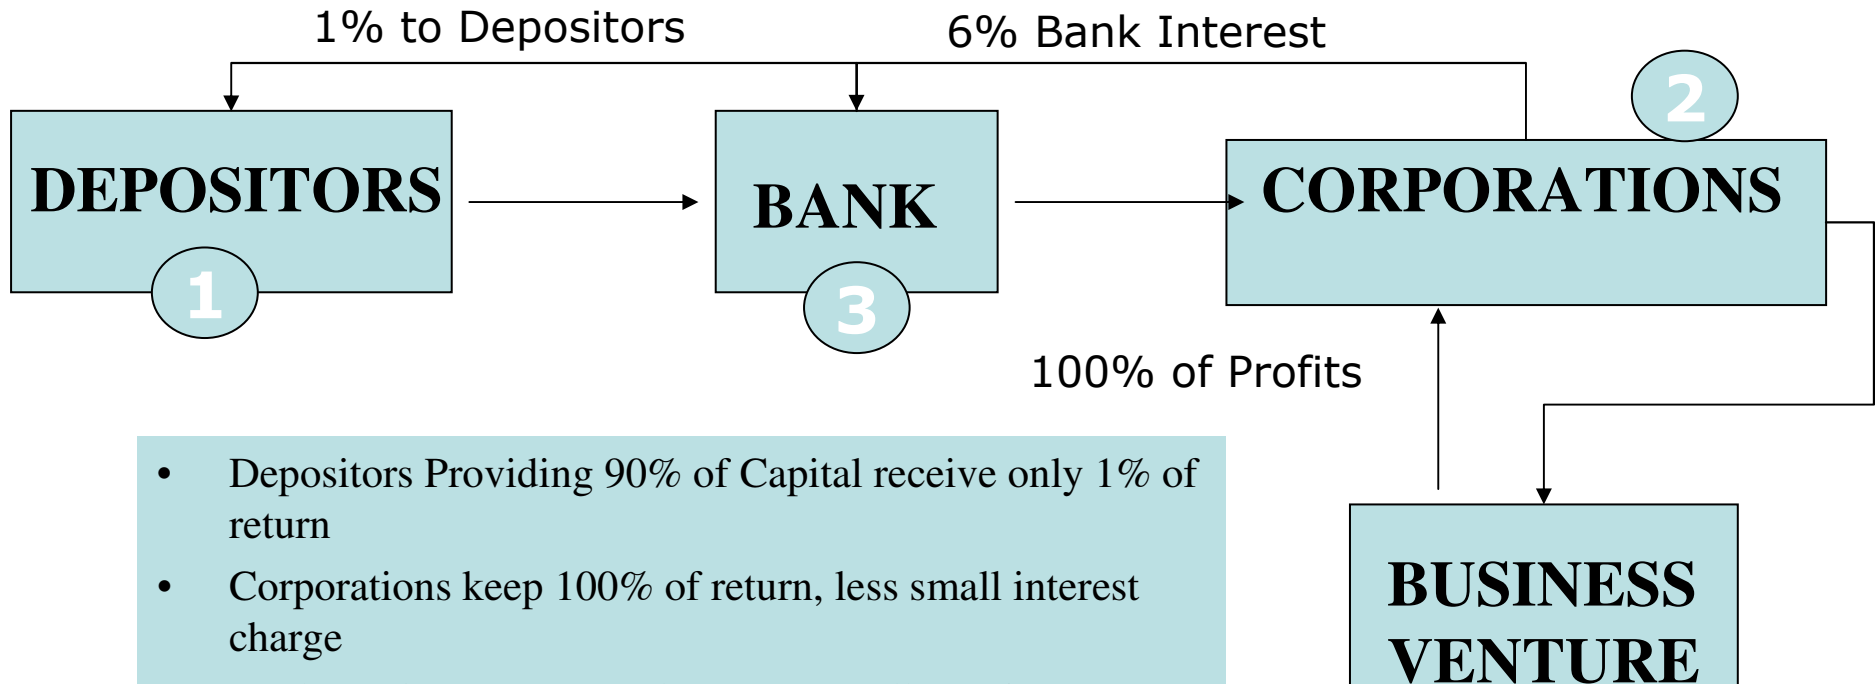 1% to Depositors
6% Bank Interest
2
DEPOSITORS
BANK
CORPORATIONS
1
3
100% of Profits
• Depositors Providing 90% of Capital receive only 1% of
return
• Corporations keep 100% of return, less small interest
charge
BUSINESS
VENTURE